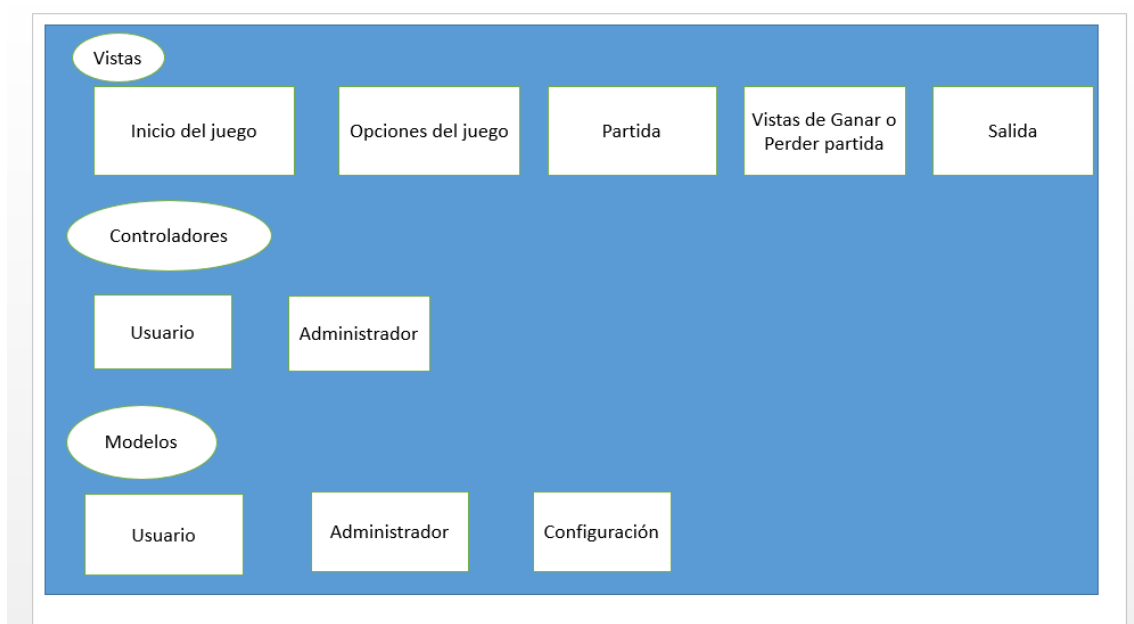 Vistas
Inicio del juego
Opciones del juego
Partida
Vistas de Ganar o
Perder partida
Salida
Controladores
Usuario
Administrador
Modelos
Usuario
Administrador
Configuración